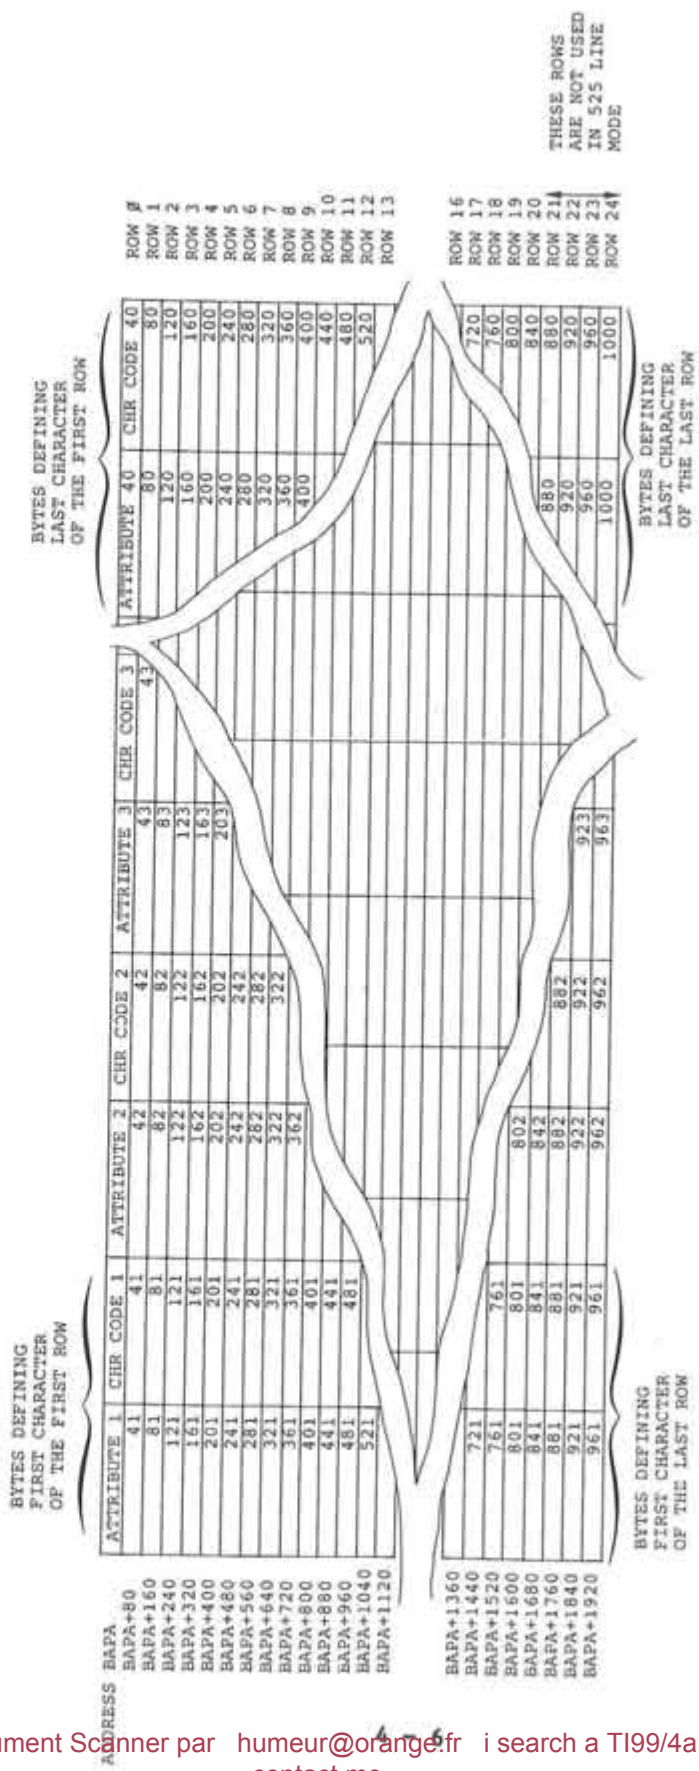 BYTES DEFINING
FIRST CHARACTER
OF THE FIRST ROW
BYTES DEFINING
LAST CHARACTER
OF THE FIRST ROW
ADDRESS BAPA ATTRIBUTE 1 CHR CODE 1 ATTRIBUTE 2 CHR CODE 2 ATTRIBUTE 3 CHR CODE 3 ATTRIBUTE 40 CHR CODE 40 ROW Ø
BAPA+80 41 41 42 42 43 43 80 80 ROW 1
BAPA+160 81 81 82 82 83 120 120 ROW 2
BAPA+240 121 121 122 122 123 160 160 ROW 3
BAPA+320 161 161 162 162 163 200 200 ROW 4
BAPA+400 201 201 202 202 203 240 240 ROW 5
BAPA+480 241 241 242 242 280 280 ROW 6
BAPA+560 281 281 282 282 320 320 ROW 7
BAPA+640 321 321 322 322 360 360 ROW 8
BAPA+720 361 361 362 400 400 ROW 9
BAPA+800 401 401 440 ROW 10
BAPA+880 441 441 480 ROW 11
BAPA+960 481 481 520 ROW 12
BAPA+1040 521 ROW 13
BAPA+1120
ROW 16
BAPA+1360 720 ROW 17
BAPA+1440 721 760 ROW 18
BAPA+1520 761 761 800 ROW 19
BAPA+1600 801 801 802 840 ROW 20
BAPA+1680 841 841 842 880 880 ROW 21
BAPA+1760 881 881 882 882 920 920 ROW 22
BAPA+1840 921 921 922 922 923 960 960 ROW 23
BAPA+1920 961 961 962 962 963 1000 1000 ROW 24
THESE ROWS
ARE NOT USED
IN 525 LINE
MODE
BYTES DEFINING
FIRST CHARACTER
OF THE LAST ROW
BYTES DEFINING
LAST CHARACTER
OF THE LAST ROW
4 - 6
ument Scanner par humeur@orange.fr i search a TI99/4a